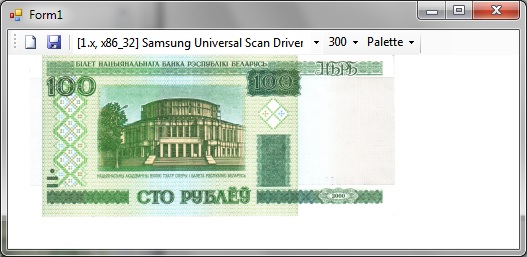 Form1
[1.x, x86_32] Samsung Universal Scan Driver 300 Palette
БІЛЕТ НАЦЫЯНАЛЬНАГА БАНКА РЭСПУБЛІКІ БЕЛАРУСЬ
100 100
СТО РУБЛЁЎ 2000